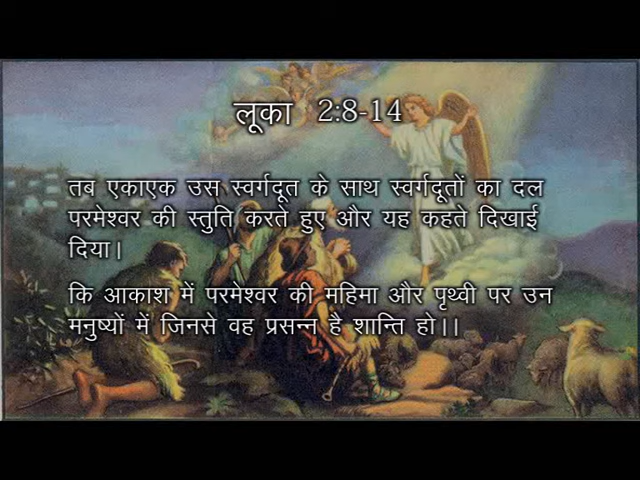 लूका 2:8-14
तब एकाएक उस स्वर्गदूत के साथ स्वर्गदूतों का दल
परमेश्वर की स्तुति करते हुए और यह कहते दिखाई
दिया।
कि आकाश में परमेश्वर की महिमा और पृथ्वी पर उन
मनुष्यों में जिनसे वह प्रसन्न है शान्ति हो।।